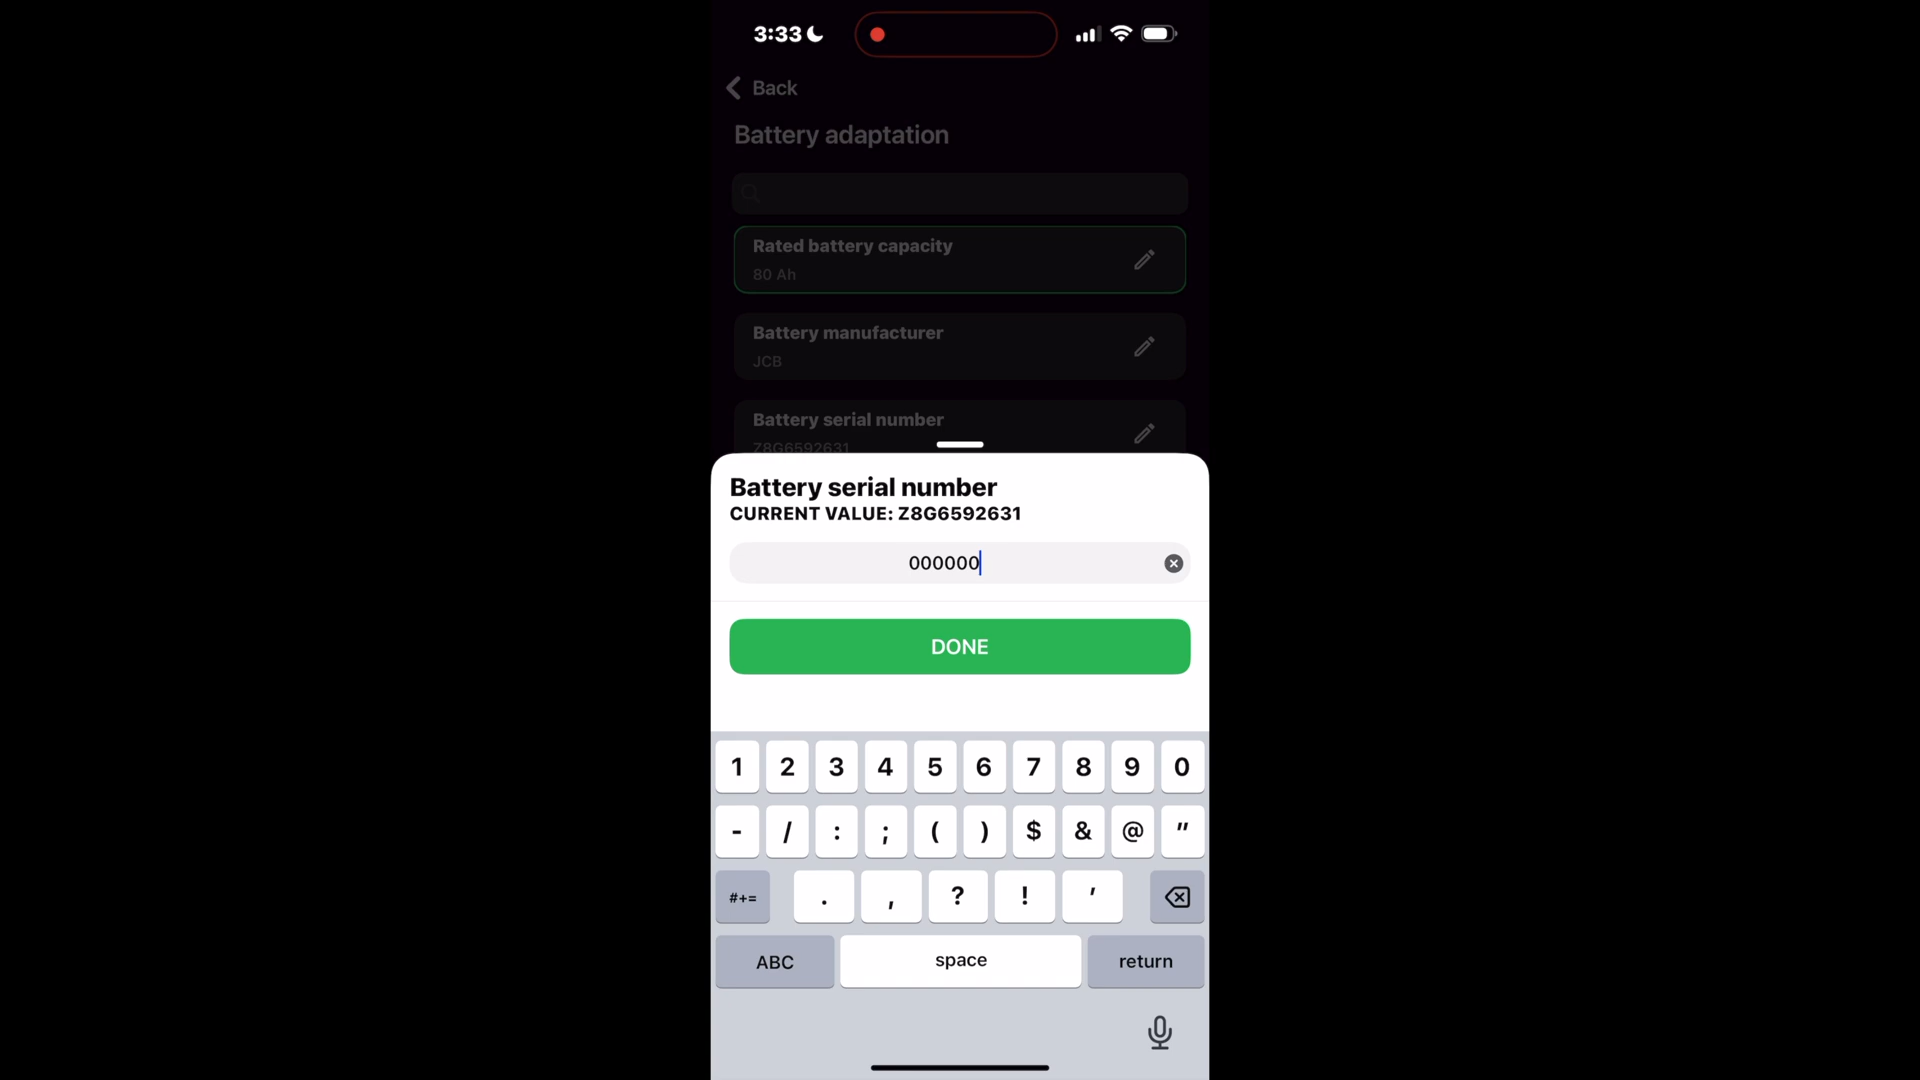 3:33
Back
Battery adaptation
Rated battery capacity
80 Ah
Battery manufacturer
JCB
Battery serial number
Z8G6592631
Battery serial number
CURRENT VALUE: Z8G6592631
000000
DONE
1 2 3 4 5 6 7 8 9 0
- / : ; ( ) $ & @ "
#+= . , ? ! '
ABC space return